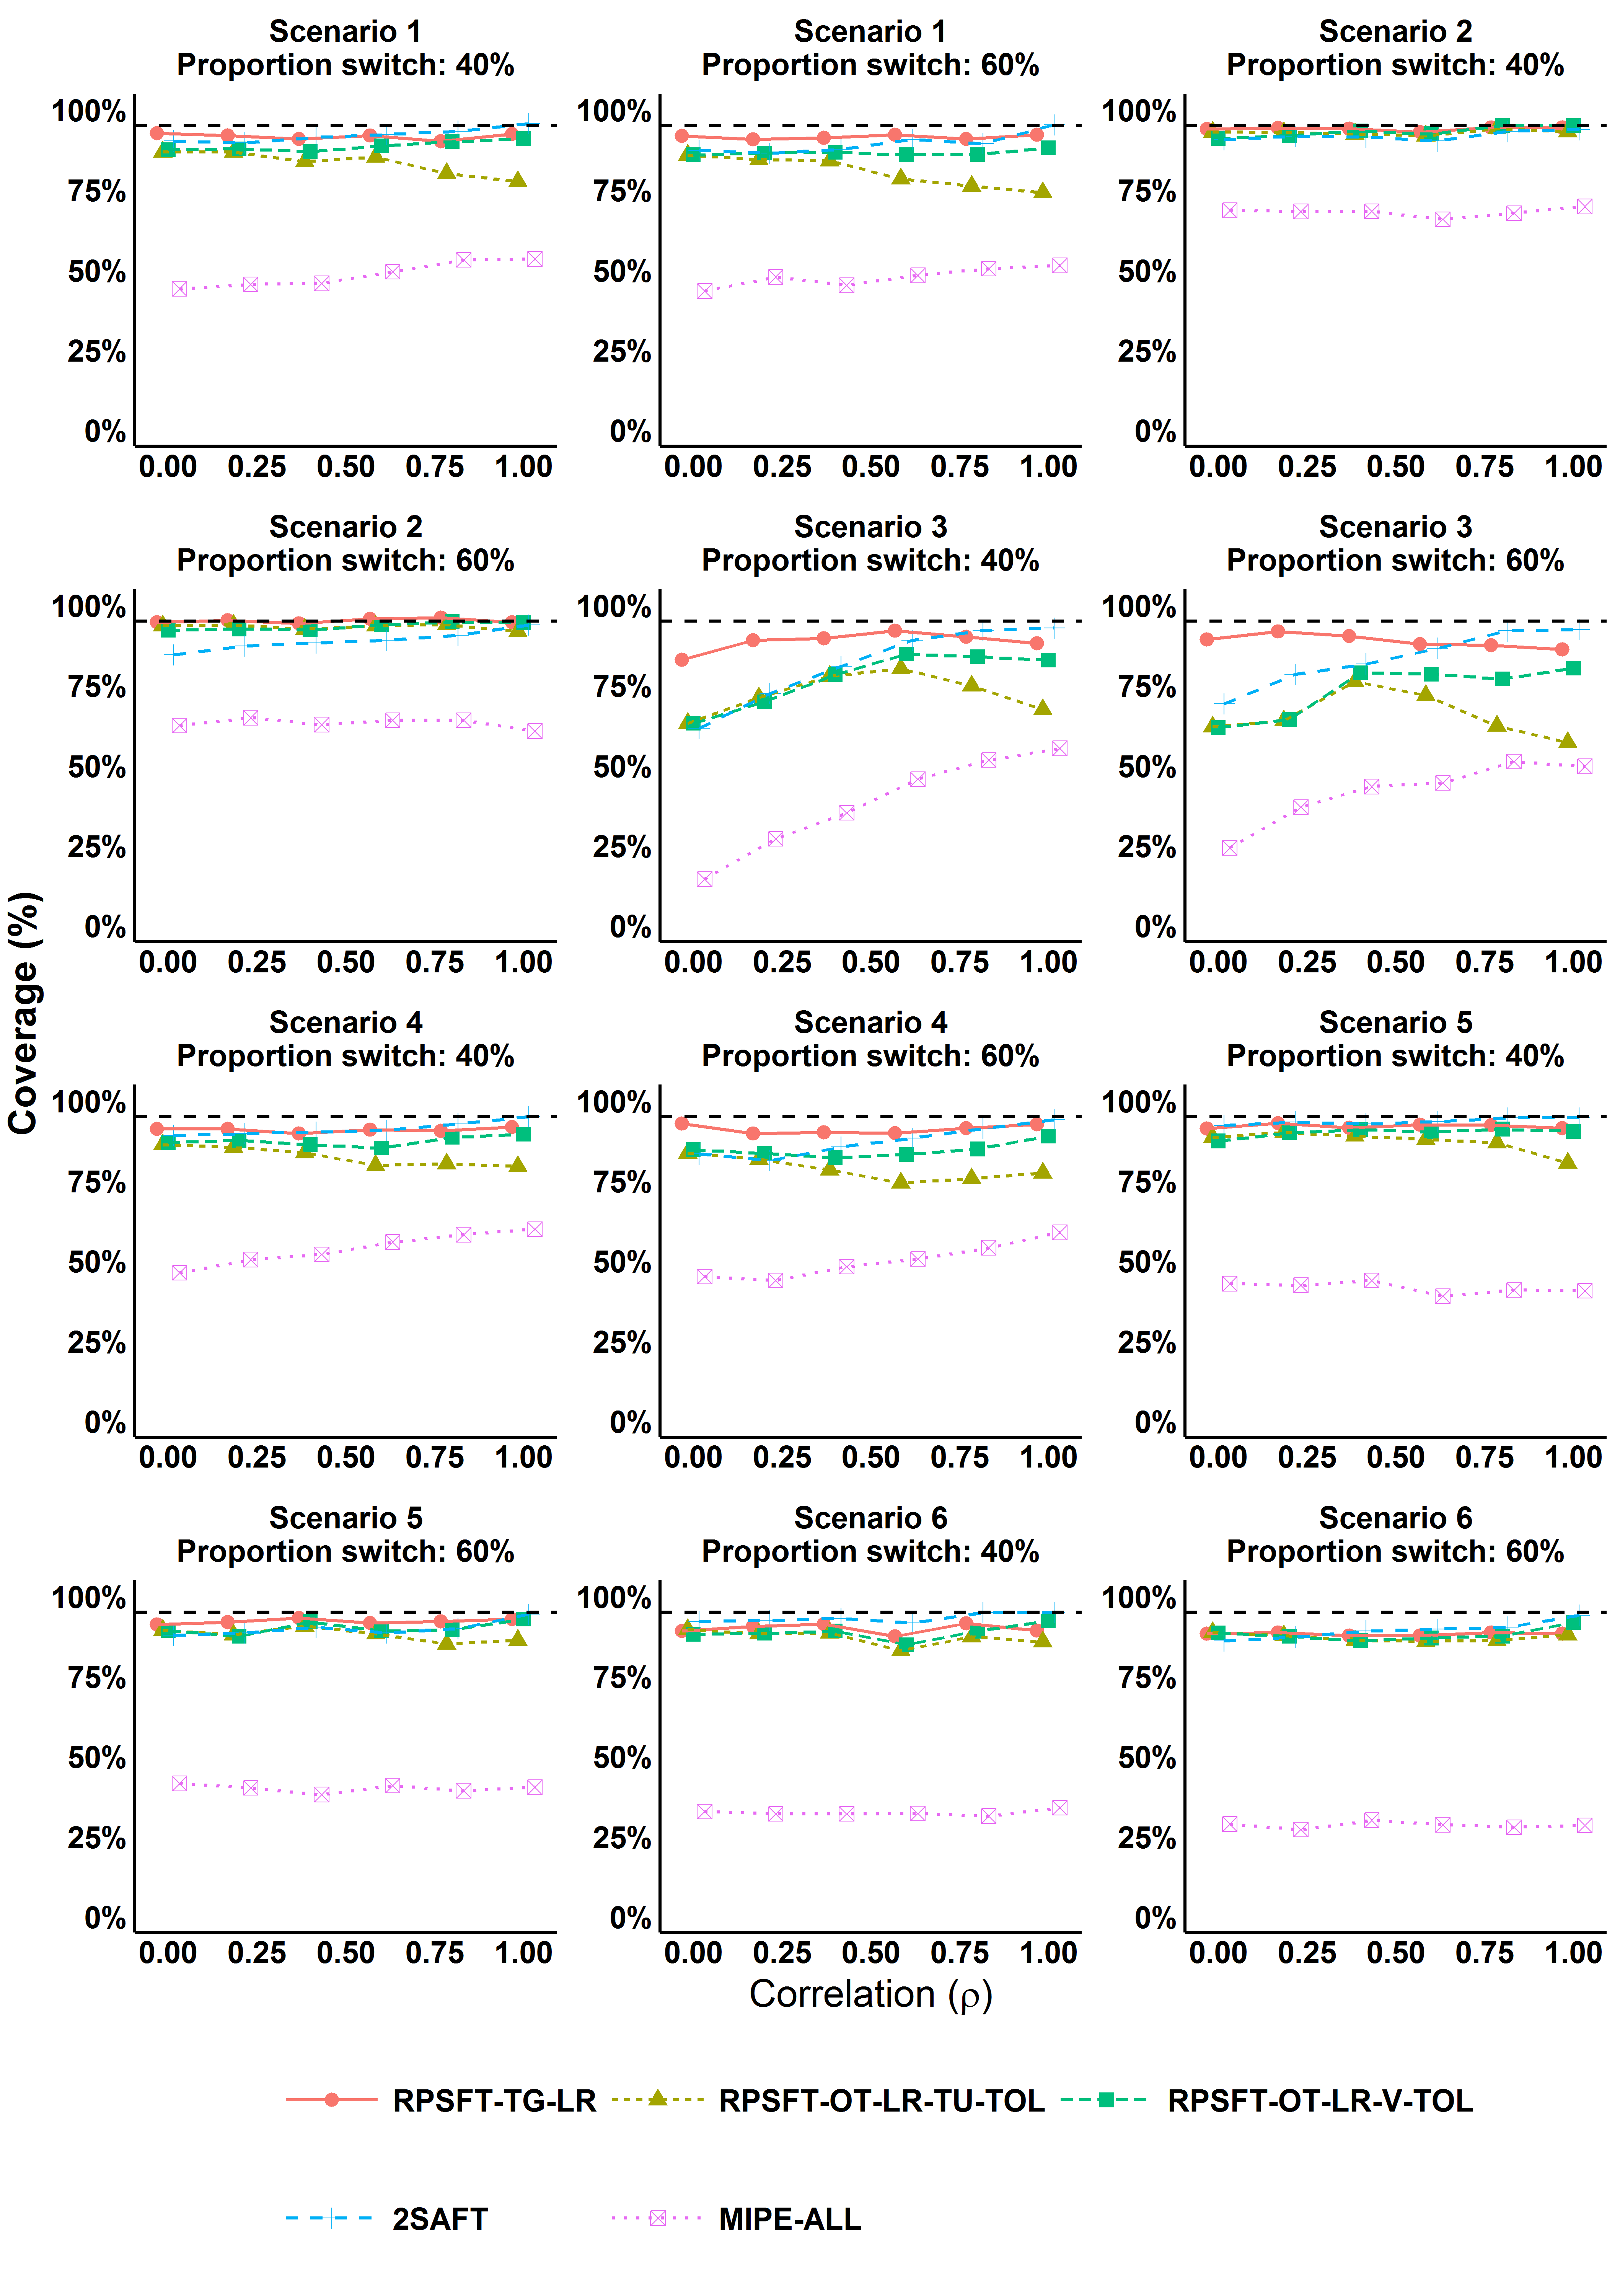 Scenario 1
Proportion switch: 40%
Scenario 1
Proportion switch: 60%
Scenario 2
Proportion switch: 40%
100%
75%
50%
25%
0%
0.00 0.25 0.50 0.75 1.00
100%
75%
50%
25%
0%
0.00 0.25 0.50 0.75 1.00
100%
75%
50%
25%
0%
0.00 0.25 0.50 0.75 1.00
Scenario 2
Proportion switch: 60%
Scenario 3
Proportion switch: 40%
Scenario 3
Proportion switch: 60%
100%
75%
50%
25%
0%
0.00 0.25 0.50 0.75 1.00
100%
75%
50%
25%
0%
0.00 0.25 0.50 0.75 1.00
100%
75%
50%
25%
0%
0.00 0.25 0.50 0.75 1.00
Coverage (%)
Scenario 4
Proportion switch: 40%
Scenario 4
Proportion switch: 60%
Scenario 5
Proportion switch: 40%
100%
75%
50%
25%
0%
0.00 0.25 0.50 0.75 1.00
100%
75%
50%
25%
0%
0.00 0.25 0.50 0.75 1.00
100%
75%
50%
25%
0%
0.00 0.25 0.50 0.75 1.00
Scenario 5
Proportion switch: 60%
Scenario 6
Proportion switch: 40%
Scenario 6
Proportion switch: 60%
100%
75%
50%
25%
0%
0.00 0.25 0.50 0.75 1.00
100%
75%
50%
25%
0%
0.00 0.25 0.50 0.75 1.00
100%
75%
50%
25%
0%
0.00 0.25 0.50 0.75 1.00
Correlation (ρ)
RPSFT-TG-LR RPSFT-OT-LR-TU-TOL RPSFT-OT-LR-V-TOL
2SAFT MIPE-ALL